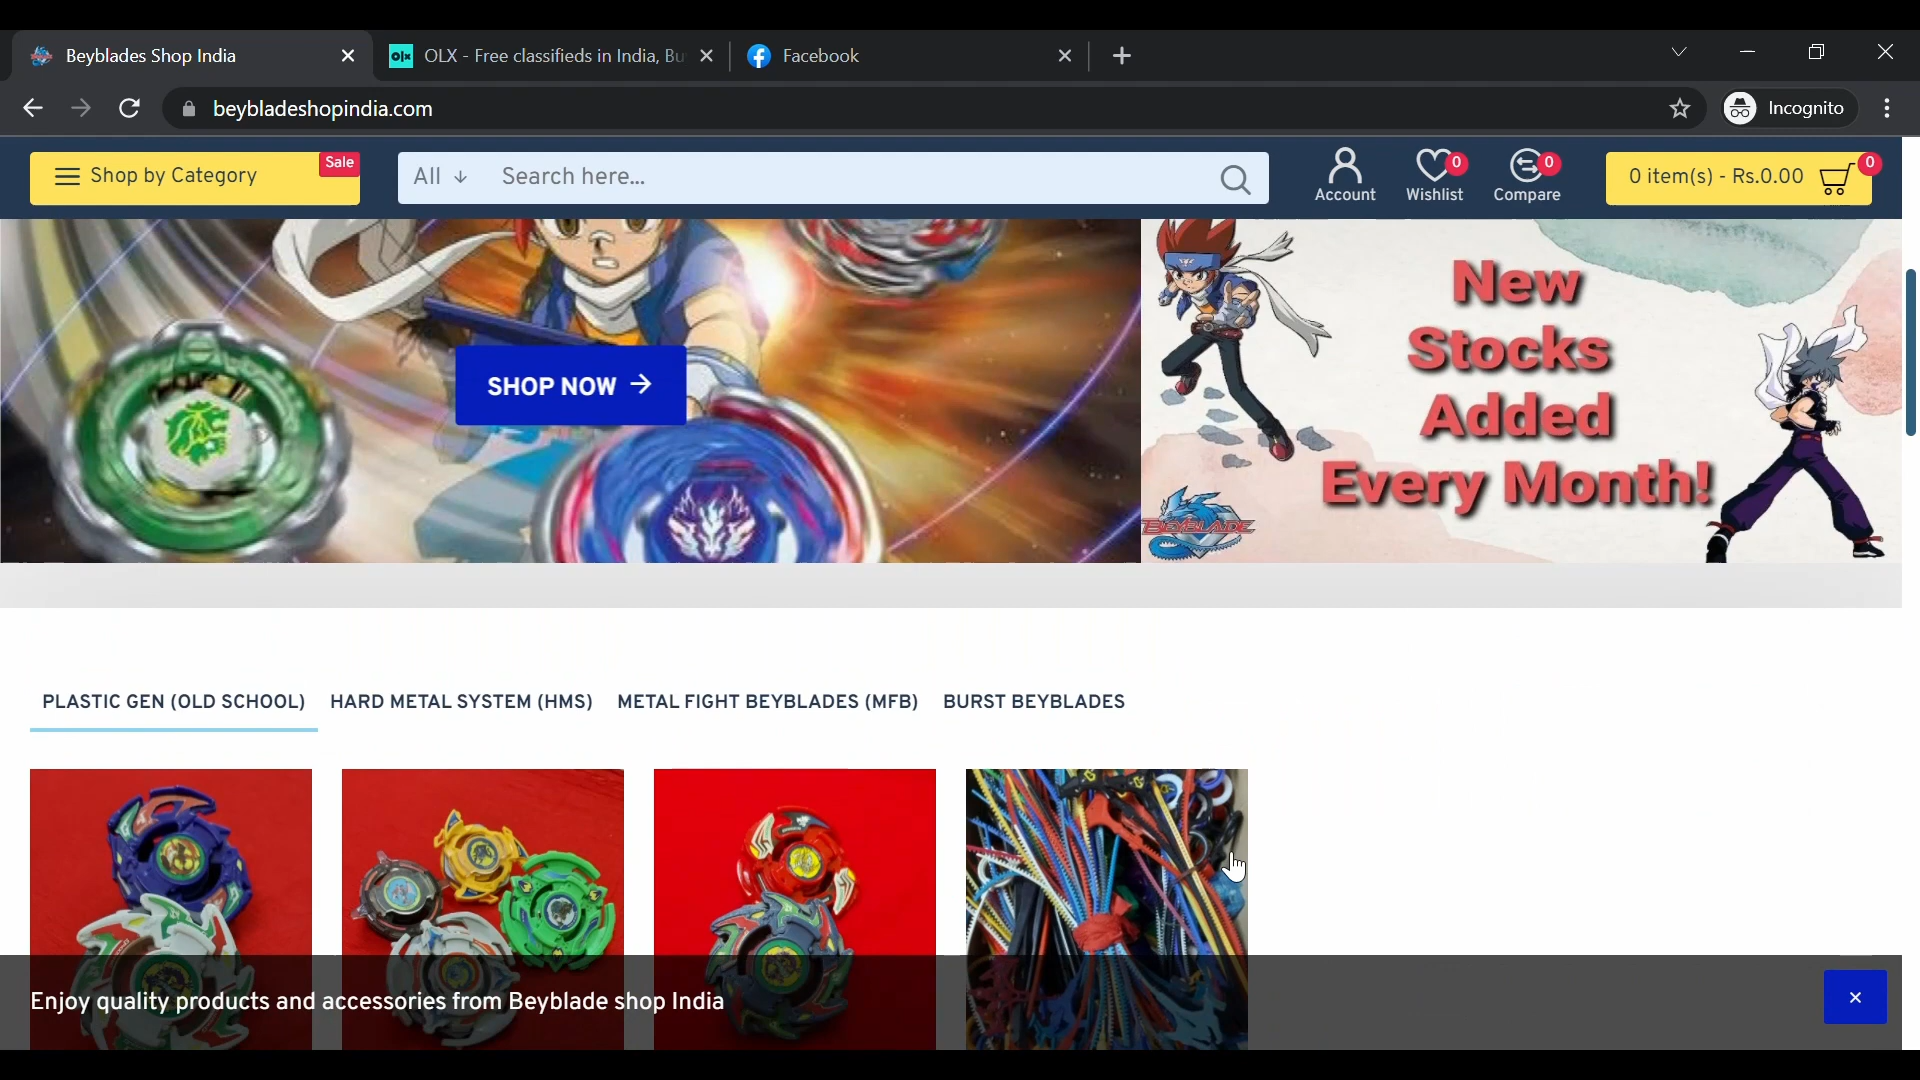 Beyblades Shop India
OLX - Free classifieds in India, Bu
Facebook
beybladeshopindia.com
Incognito
Shop by Category
Sale
All
Search here...
Account
0
Wishlist
0
Compare
0 item(s) - Rs.0.00
0
SHOP NOW
New
Stocks
Added
Every Month!
BEYBLADE
PLASTIC GEN (OLD SCHOOL)
HARD METAL SYSTEM (HMS)
METAL FIGHT BEYBLADES (MFB)
BURST BEYBLADES
Enjoy quality products and accessories from Beyblade shop India